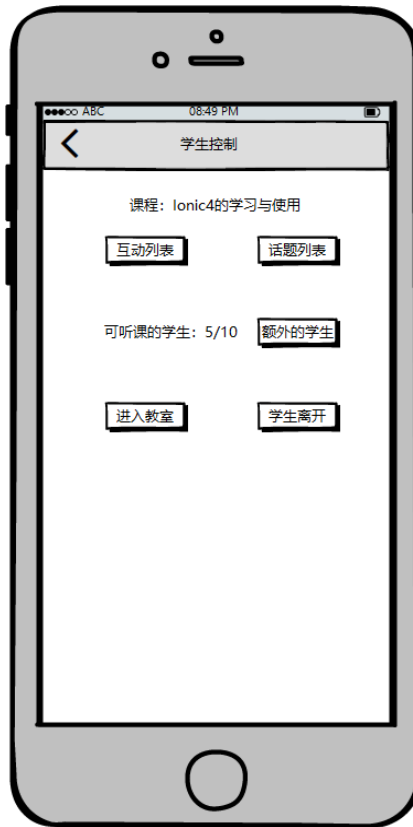 ABC 08:49 PM
学生控制
课程：Ionic4的学习与使用
互动列表 话题列表
可听课的学生：5/10 额外的学生
进入教室 学生离开